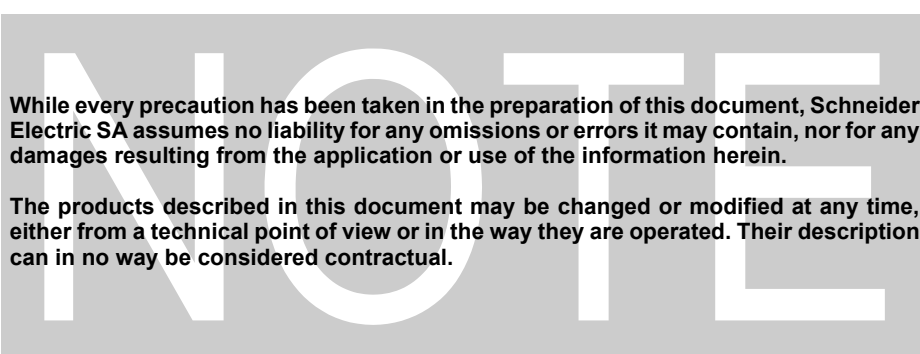 NOTE
While every precaution has been taken in the preparation of this document, Schneider
Electric SA assumes no liability for any omissions or errors it may contain, nor for any
damages resulting from the application or use of the information herein.
The products described in this document may be changed or modified at any time,
either from a technical point of view or in the way they are operated. Their description
can in no way be considered contractual.